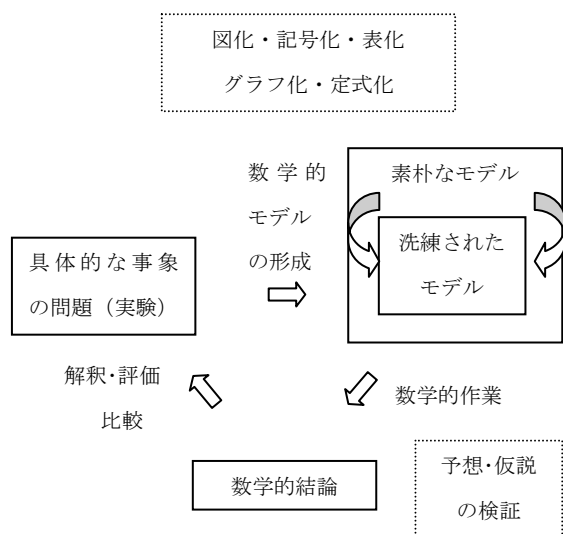 図化・記号化・表化
グラフ化・定式化
数学的
モデル
の形成
素朴なモデル
洗練された
モデル
具体的な事象
の問題（実験）
解釈・評価
比較
数学的作業
数学的結論
予想・仮説
の検証